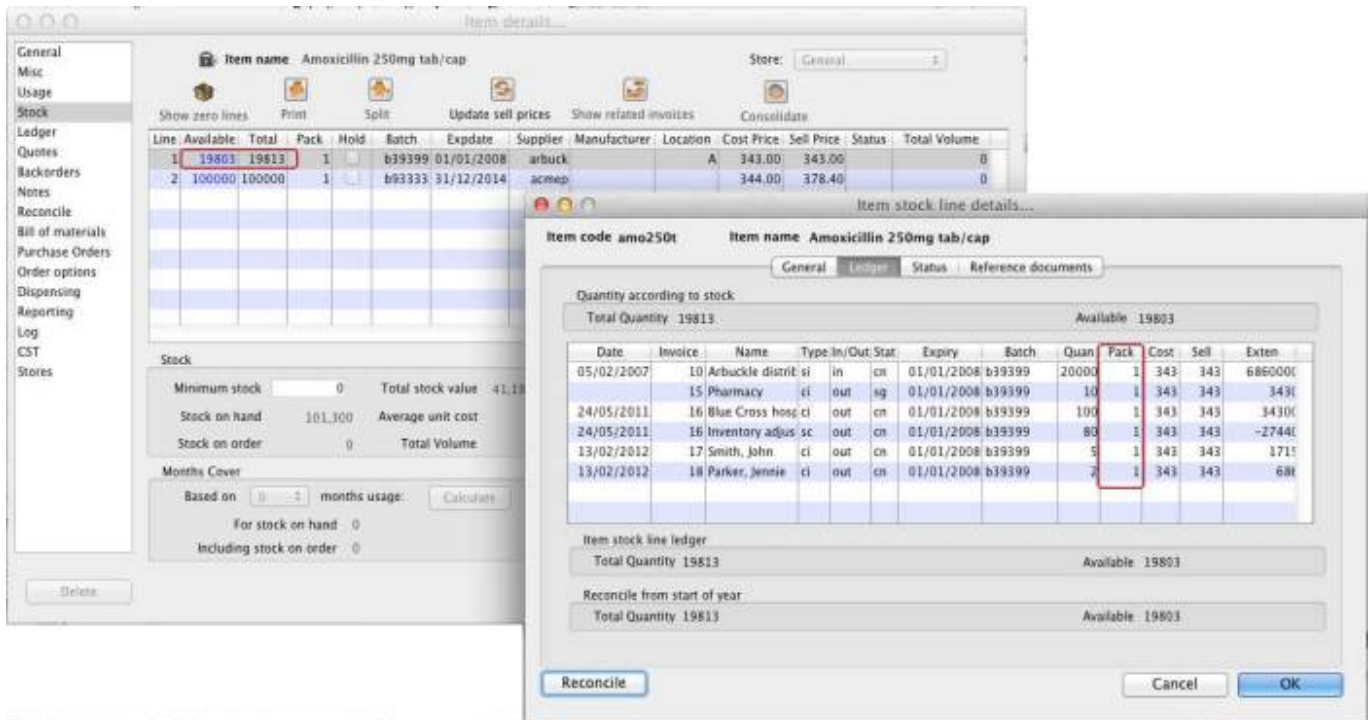 Item details...
General
Misc
Usage
Stock
Ledger
Quotes
Backorders
Notes
Reconcile
Bill of materials
Purchase Orders
Order options
Dispensing
Reporting
Log
CST
Stores
Delete
Item name Amoxicillin 250mg tab/cap
Store: General
Show zero lines Print Split Update sell prices Show related invoices Consolidate
Line Available Total Pack Hold Batch Expdate Supplier Manufacturer Location Cost Price Sell Price Status Total Volume
1 19803 19813 1 b39399 01/01/2008 arbuck A 343.00 343.00 0
2 100000 100000 1 b93333 31/12/2014 acmep 344.00 378.40 0
Stock
Minimum stock 0 Total stock value
Stock on hand Average unit cost
Stock on order 0 Total Volume
Months Cover
Based on 0 months usage: Calculate
For stock on hand 0
Including stock on order 0
Item stock line details...
Item code amo250t Item name Amoxicillin 250mg tab/cap
General Ledger Status Reference documents
Quantity according to stock
Total Quantity 19813 Available 19803
Date Invoice Name Type In/Out Stat Expiry Batch Quan Pack Cost Sell Exten
05/02/2007 10 Arbuckle distrib si in cn 01/01/2008 b39399 20000 1 343 343 6860000
15 Pharmacy ci out sg 01/01/2008 b39399 10 1 343 343 3430
24/05/2011 16 Blue Cross hosp ci out cn 01/01/2008 b39399 100 1 343 343 34300
24/05/2011 16 Inventory adjus sc out cn 01/01/2008 b39399 80 1 343 343 -27440
13/02/2012 17 Smith, John ci out cn 01/01/2008 b39399 5 1 343 343 1715
13/02/2012 18 Parker, Jennie ci out cn 01/01/2008 b39399 2 1 343 343 686
Item stock line ledger
Total Quantity 19813 Available 19803
Reconcile from start of year
Total Quantity 19813 Available 19803
Reconcile Cancel OK